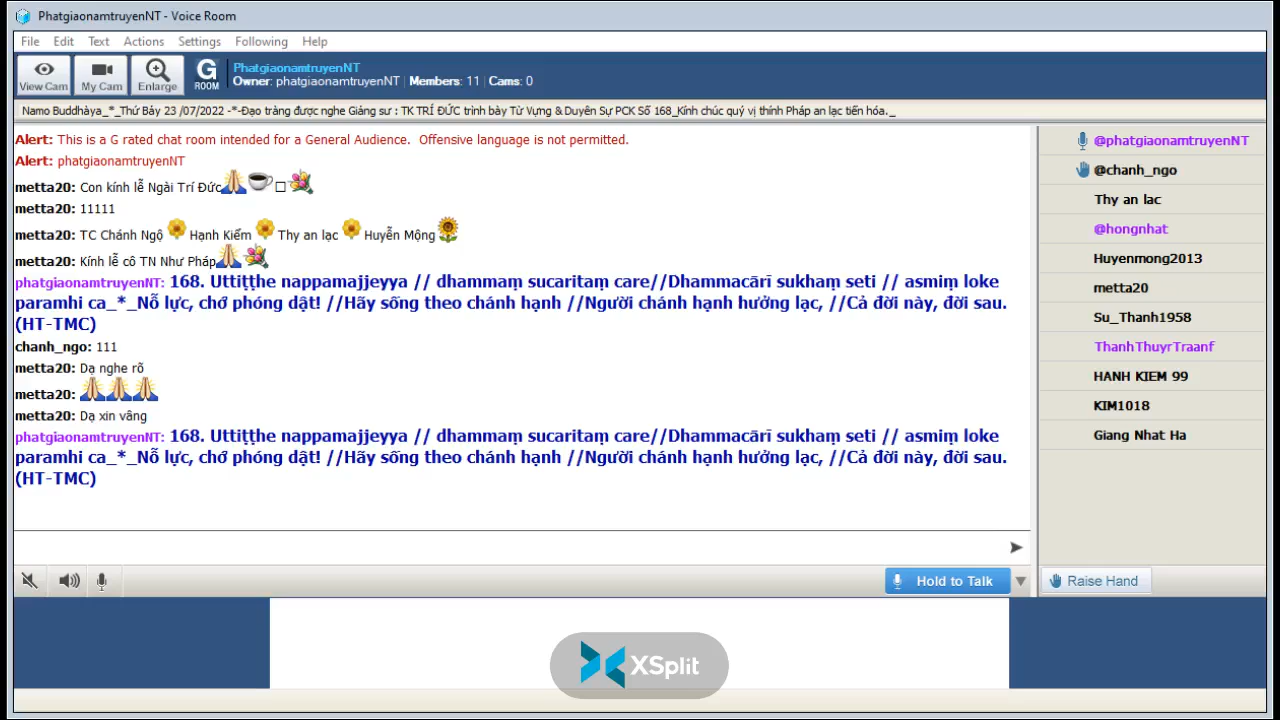 PhatgiaonamtruyenNT - Voice Room
File Edit Text Actions Settings Following Help
View Cam My Cam Enlarge G ROOM
PhatgiaonamtruyenNT
Owner: phatgiaonamtruyenNT | Members: 11 | Cams: 0
Namo Buddhàya_*_Thứ Bảy 23 /07/2022 -*-Đạo tràng được nghe Giảng sư : TK TRÍ ĐỨC trình bày Từ Vựng & Duyên Sự PCK Số 168_Kính chúc quý vị thính Pháp an lạc tiến hóa._
Alert: This is a G rated chat room intended for a General Audience. Offensive language is not permitted.
Alert: phatgiaonamtruyenNT
metta20: Con kính lễ Ngài Trí Đức
metta20: 11111
metta20: TC Chánh Ngộ Hạnh Kiểm Thy an lạc Huyễn Mộng
metta20: Kính lễ cô TN Như Pháp
phatgiaonamtruyenNT: 168. Uttiṭṭhe nappamajjeyya // dhammaṃ sucaritaṃ care//Dhammacārī sukhaṃ seti // asmiṃ loke
paramhi ca_*_Nỗ lực, chớ phóng dật! //Hãy sống theo chánh hạnh //Người chánh hạnh hưởng lạc, //Cả đời này, đời sau.
(HT-TMC)
chanh_ngo: 111
metta20: Dạ nghe rõ
metta20:
metta20: Dạ xin vâng
phatgiaonamtruyenNT: 168. Uttiṭṭhe nappamajjeyya // dhammaṃ sucaritaṃ care//Dhammacārī sukhaṃ seti // asmiṃ loke
paramhi ca_*_Nỗ lực, chớ phóng dật! //Hãy sống theo chánh hạnh //Người chánh hạnh hưởng lạc, //Cả đời này, đời sau.
(HT-TMC)
@phatgiaonamtruyenNT
@chanh_ngo
Thy an lac
@hongnhat
Huyenmong2013
metta20
Su_Thanh1958
ThanhThuyrTraanf
HANH KIEM 99
KIM1018
Giang Nhat Ha
Hold to Talk
Raise Hand
XSplit